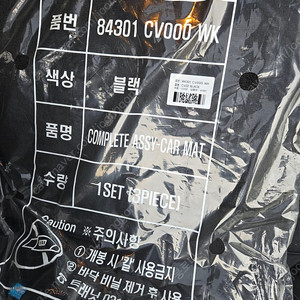 품번 84301 CV000 WK
색상 블랙
품명 COMPLETE ASSY-CAR MAT
수량 1SET (3PIECE)
Caution ※주의사항
① 개봉 시 '칼' 사용금지
② 바닥 비닐 제거 후 사용